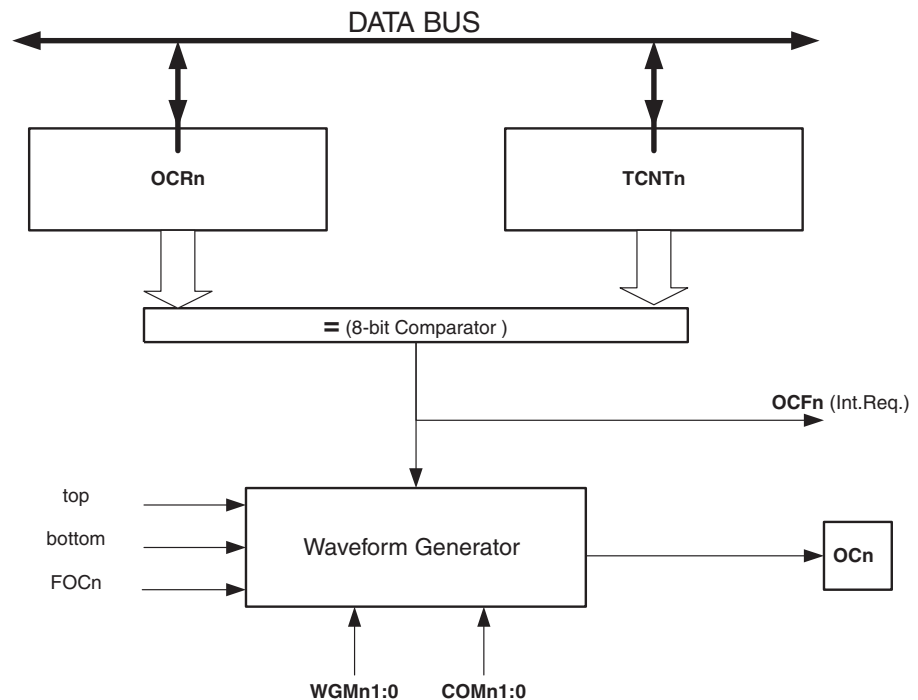 DATA BUS
OCRn
TCNTn
= (8-bit Comparator )
OCFn (Int.Req.)
top
bottom
FOCn
Waveform Generator
OCn
WGMn1:0
COMn1:0